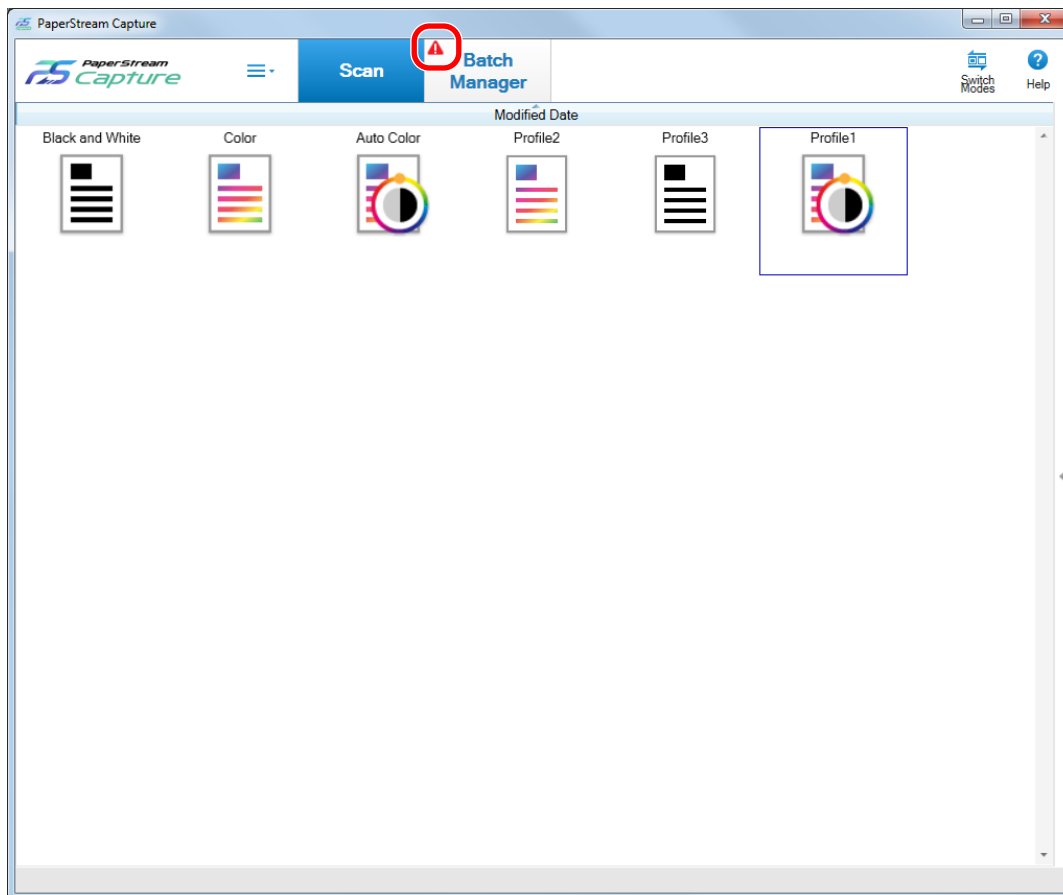 PaperStream Capture
PaperStream
Capture
Scan
Batch
Manager
Switch
Modes
Help
Modified Date
Black and White
Color
Auto Color
Profile2
Profile3
Profile1